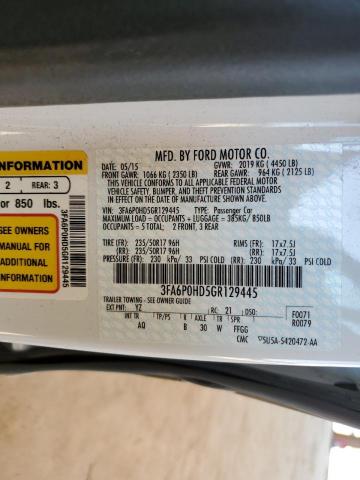 MFD. BY FORD MOTOR CO.
DATE: 05/15 GVWR: 2019 KG ( 4450 LB)
FRONT GAWR: 1066 KG ( 2350 LB) REAR GAWR: 964 KG ( 2125 LB)
THIS VEHICLE CONFORMS TO ALL APPLICABLE FEDERAL MOTOR
VEHICLE SAFETY, BUMPER, AND THEFT PREVENTION STANDARDS
IN EFFECT ON THE DATE OF MANUFACTURE SHOWN ABOVE.
VIN: 3FA6P0HD5GR129445 TYPE: Passenger Car
MAXIMUM LOAD: OCCUPANTS + LUGGAGE = 385KG / 850LB
OCCUPANTS: 5 TOTAL: 2 FRONT, 3 REAR
TIRE (FR): 235/50R17 96H RIMS (FR): 17x7.5J
(RR): 235/50R17 96H (RR): 17x7.5J
PRESSURE (FR): 230 kPa/ 33 PSI COLD (RR): 230 kPa/ 33 PSI COLD
3FA6P0HD5GR129445
TRAILER TOWING - SEE OWNER GUIDE
EXT PNT: YZ RC: 21 DSO: F0071
INT TR TP/PS R AXLE TR SPR R0079
AQ B 30 W FFGG
CMC 5U5A-5420472-AA
INFORMATION
2 REAR: 3
or 850 lbs.
SEE OWNER'S
MANUAL FOR
ADDITIONAL
INFORMATION
3FA6P0HD5GR129445